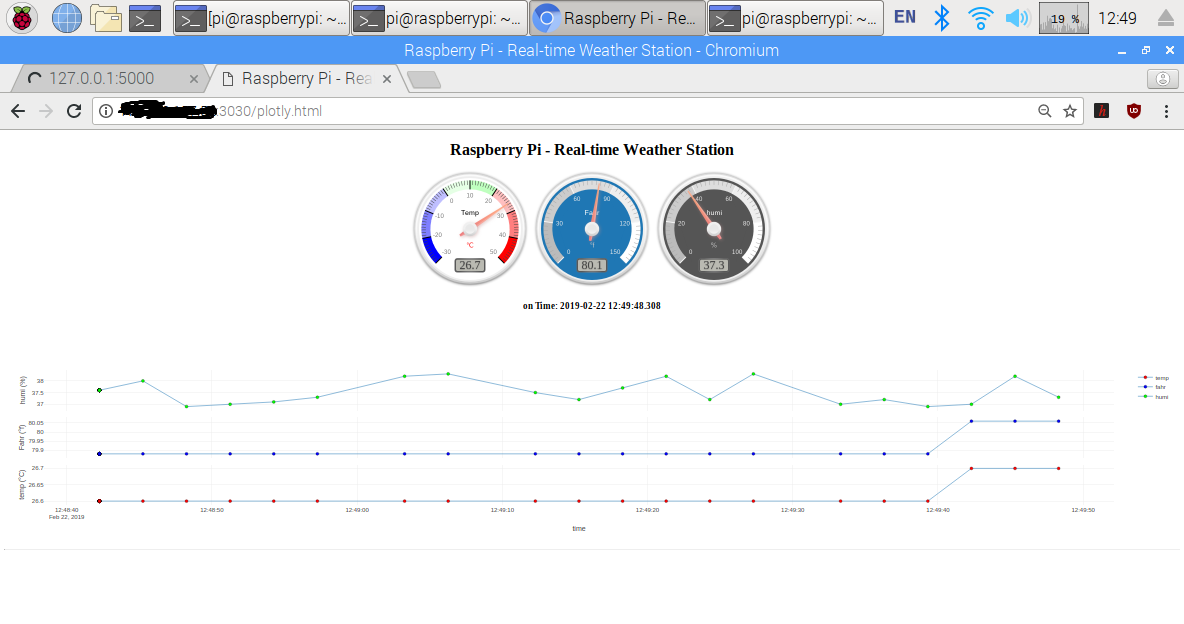 [pi@raspberrypi: ~... pi@raspberrypi: ~... Raspberry Pi - Re... pi@raspberrypi: ~... EN 19 % 12:49
Raspberry Pi - Real-time Weather Station - Chromium
127.0.0.1:5000 Raspberry Pi - Rea
3030/plotly.html
Raspberry Pi - Real-time Weather Station
-30 -20 -10 0 10 20 30 40 50
Temp
°C
26.7
0 30 60 90 120 150
80.1
0 20 40 60 80 100
humi
%
37.3
on Time: 2019-02-22 12:49:48.308
humi (%)
38
37.5
37
Fahr (°f)
80.05
80
79.95
79.9
temp (°C)
26.7
26.65
26.6
12:48:40 12:48:50 12:49:00 12:49:10 12:49:20 12:49:30 12:49:40 12:49:50
Feb 22, 2019
time
temp
fahr
humi